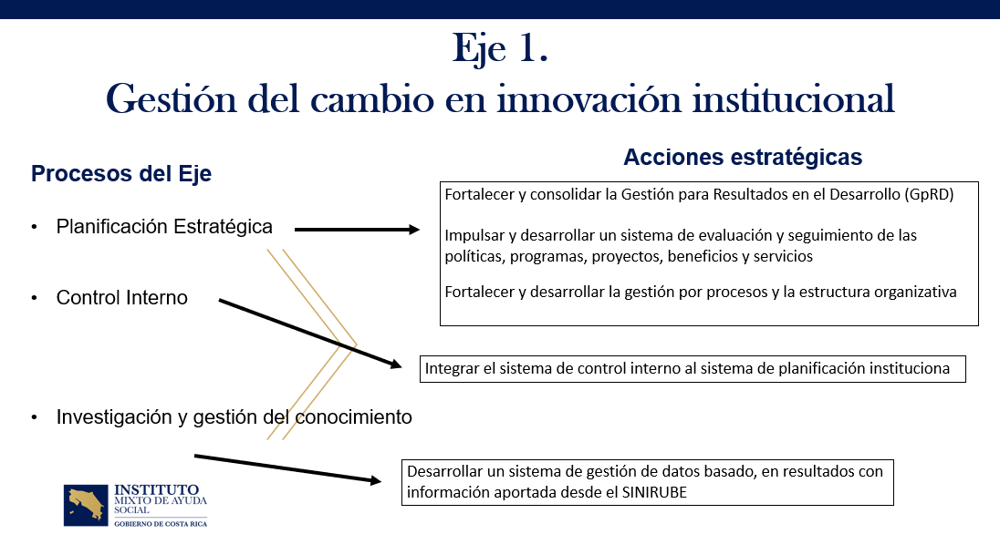 Eje 1.
Gestión del cambio en innovación institucional
Procesos del Eje
• Planificación Estratégica
• Control Interno
• Investigación y gestión del conocimiento
Acciones estratégicas
Fortalecer y consolidar la Gestión para Resultados en el Desarrollo (GpRD)
Impulsar y desarrollar un sistema de evaluación y seguimiento de las
políticas, programas, proyectos, beneficios y servicios
Fortalecer y desarrollar la gestión por procesos y la estructura organizativa
Integrar el sistema de control interno al sistema de planificación instituciona
Desarrollar un sistema de gestión de datos basado, en resultados con
información aportada desde el SINIRUBE
INSTITUTO
MIXTO DE AYUDA
SOCIAL
GOBIERNO DE COSTA RICA